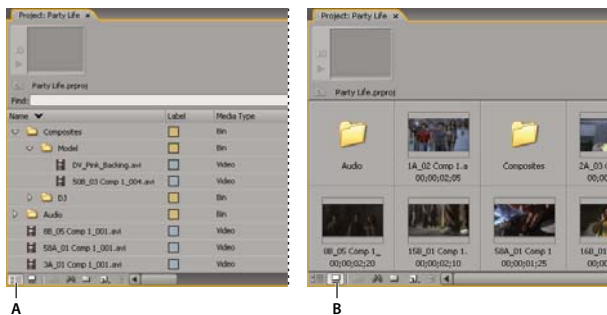 Project: Party Life
Party Life.prproj
Find:
Name Label Media Type
Composites Bin
Model Bin
DV_Pink_Backing.avi Video
50B_03 Comp 1_004.avi Video
DJ Bin
Audio Bin
8B_05 Comp 1_001.avi Video
58A_01 Comp 1_001.avi Video
3A_01 Comp 1_001.avi Video
A
Project: Party Life
Party Life.prproj
Audio
1A_02 Comp 1.a
00;00;02;05
Composites
2A_03
8B_05 Comp 1_
00;00;02;20
15B_01 Comp 1.
00;00;02;10
58A_01 Comp 1
00;00;01;25
16B_01
B